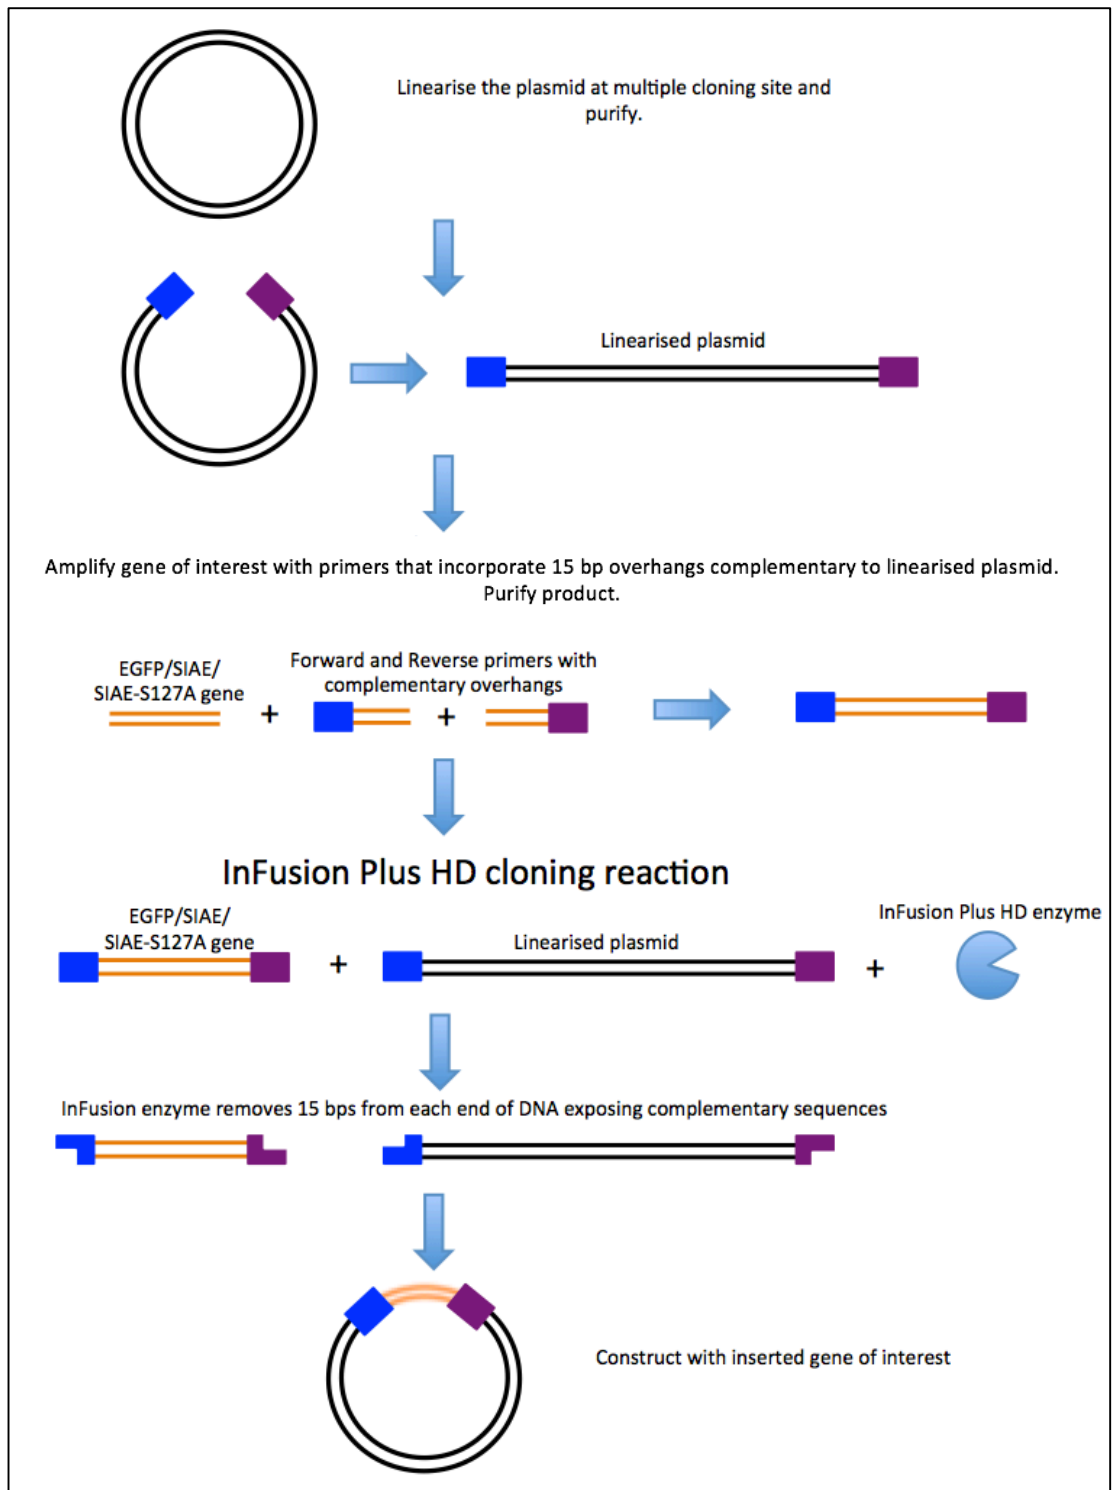 Linearise the plasmid at multiple cloning site and
purify.
Linearised plasmid
Amplify gene of interest with primers that incorporate 15 bp overhangs complementary to linearised plasmid.
Purify product.
EGFP/SIAE/
SIAE-S127A gene
+
Forward and Reverse primers with
complementary overhangs
+
InFusion Plus HD cloning reaction
EGFP/SIAE/
SIAE-S127A gene
+
Linearised plasmid
+
InFusion Plus HD enzyme
InFusion enzyme removes 15 bps from each end of DNA exposing complementary sequences
Construct with inserted gene of interest